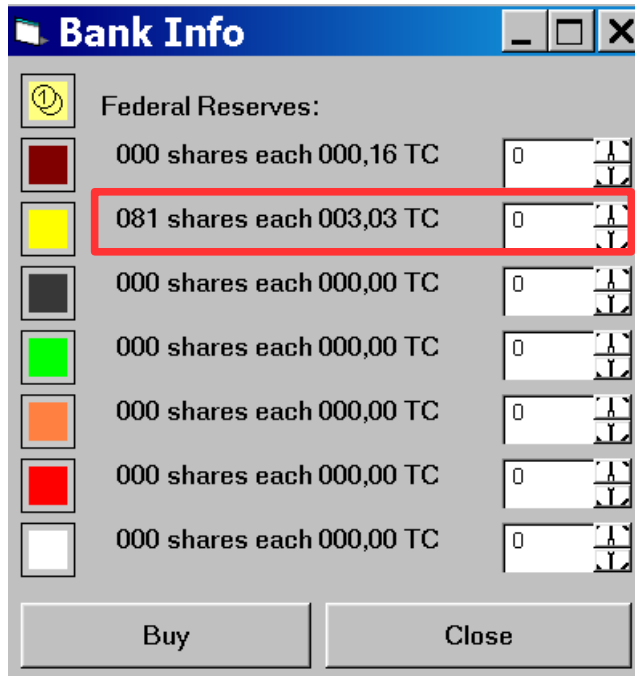 Bank Info
1
Federal Reserves:
000 shares each 000,16 TC 0
081 shares each 003,03 TC 0
000 shares each 000,00 TC 0
000 shares each 000,00 TC 0
000 shares each 000,00 TC 0
000 shares each 000,00 TC 0
000 shares each 000,00 TC 0
Buy Close